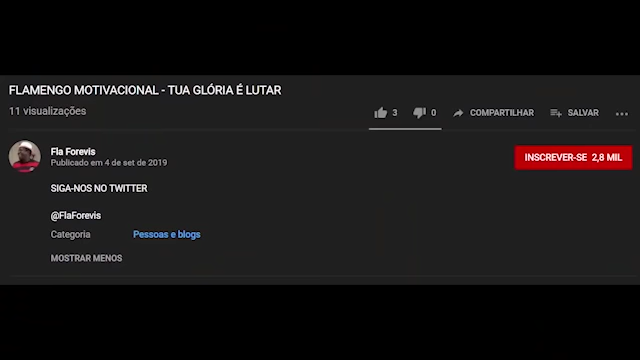 FLAMENGO MOTIVACIONAL - TUA GLÓRIA É LUTAR
11 visualizações
3 0 COMPARTILHAR SALVAR
Fla Forevis
Publicado em 4 de set de 2019
INSCREVER-SE 2,8 MIL
SIGA-NOS NO TWITTER
@FlaForevis
Categoria Pessoas e blogs
MOSTRAR MENOS